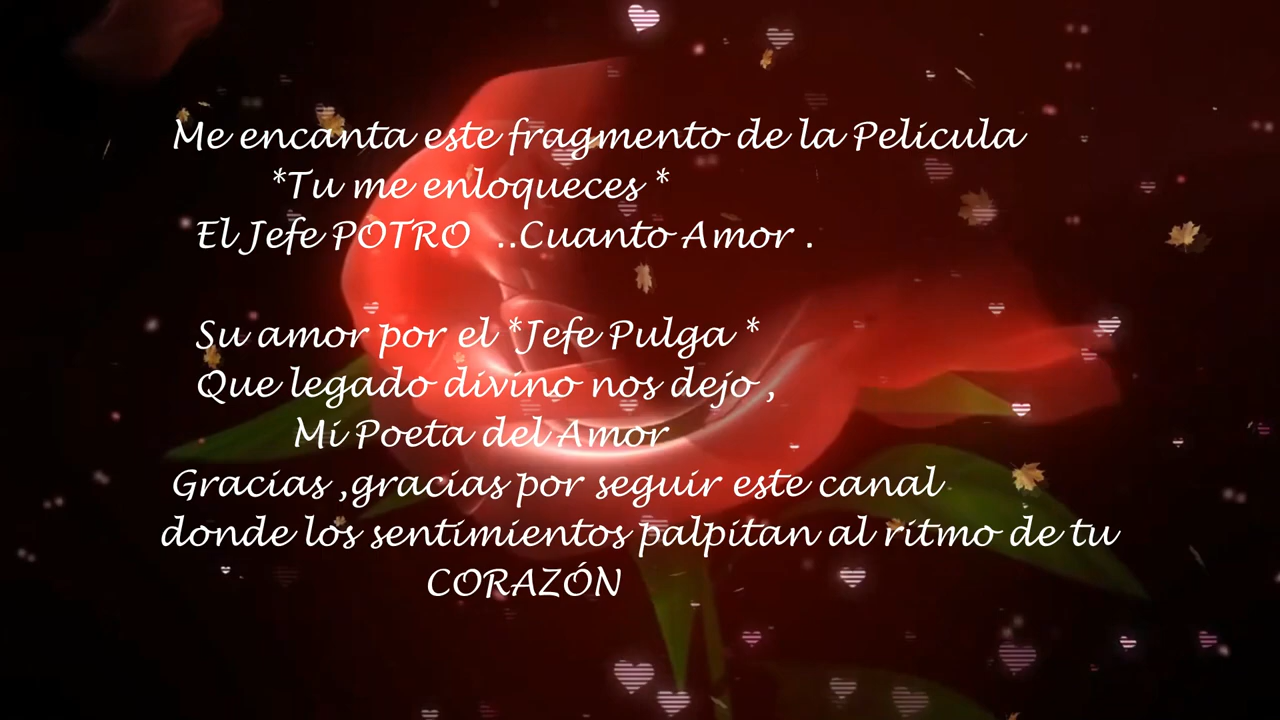 Me encanta este fragmento de la Pelicula
*Tu me enloqueces *
El Jefe POTRO ..Cuanto Amor .
Su amor por el *Jefe Pulga *
Que legado divino nos dejo ,
Mi Poeta del Amor
Gracias ,gracias por seguir este canal
donde los sentimientos palpitan al ritmo de tu
CORAZÓN